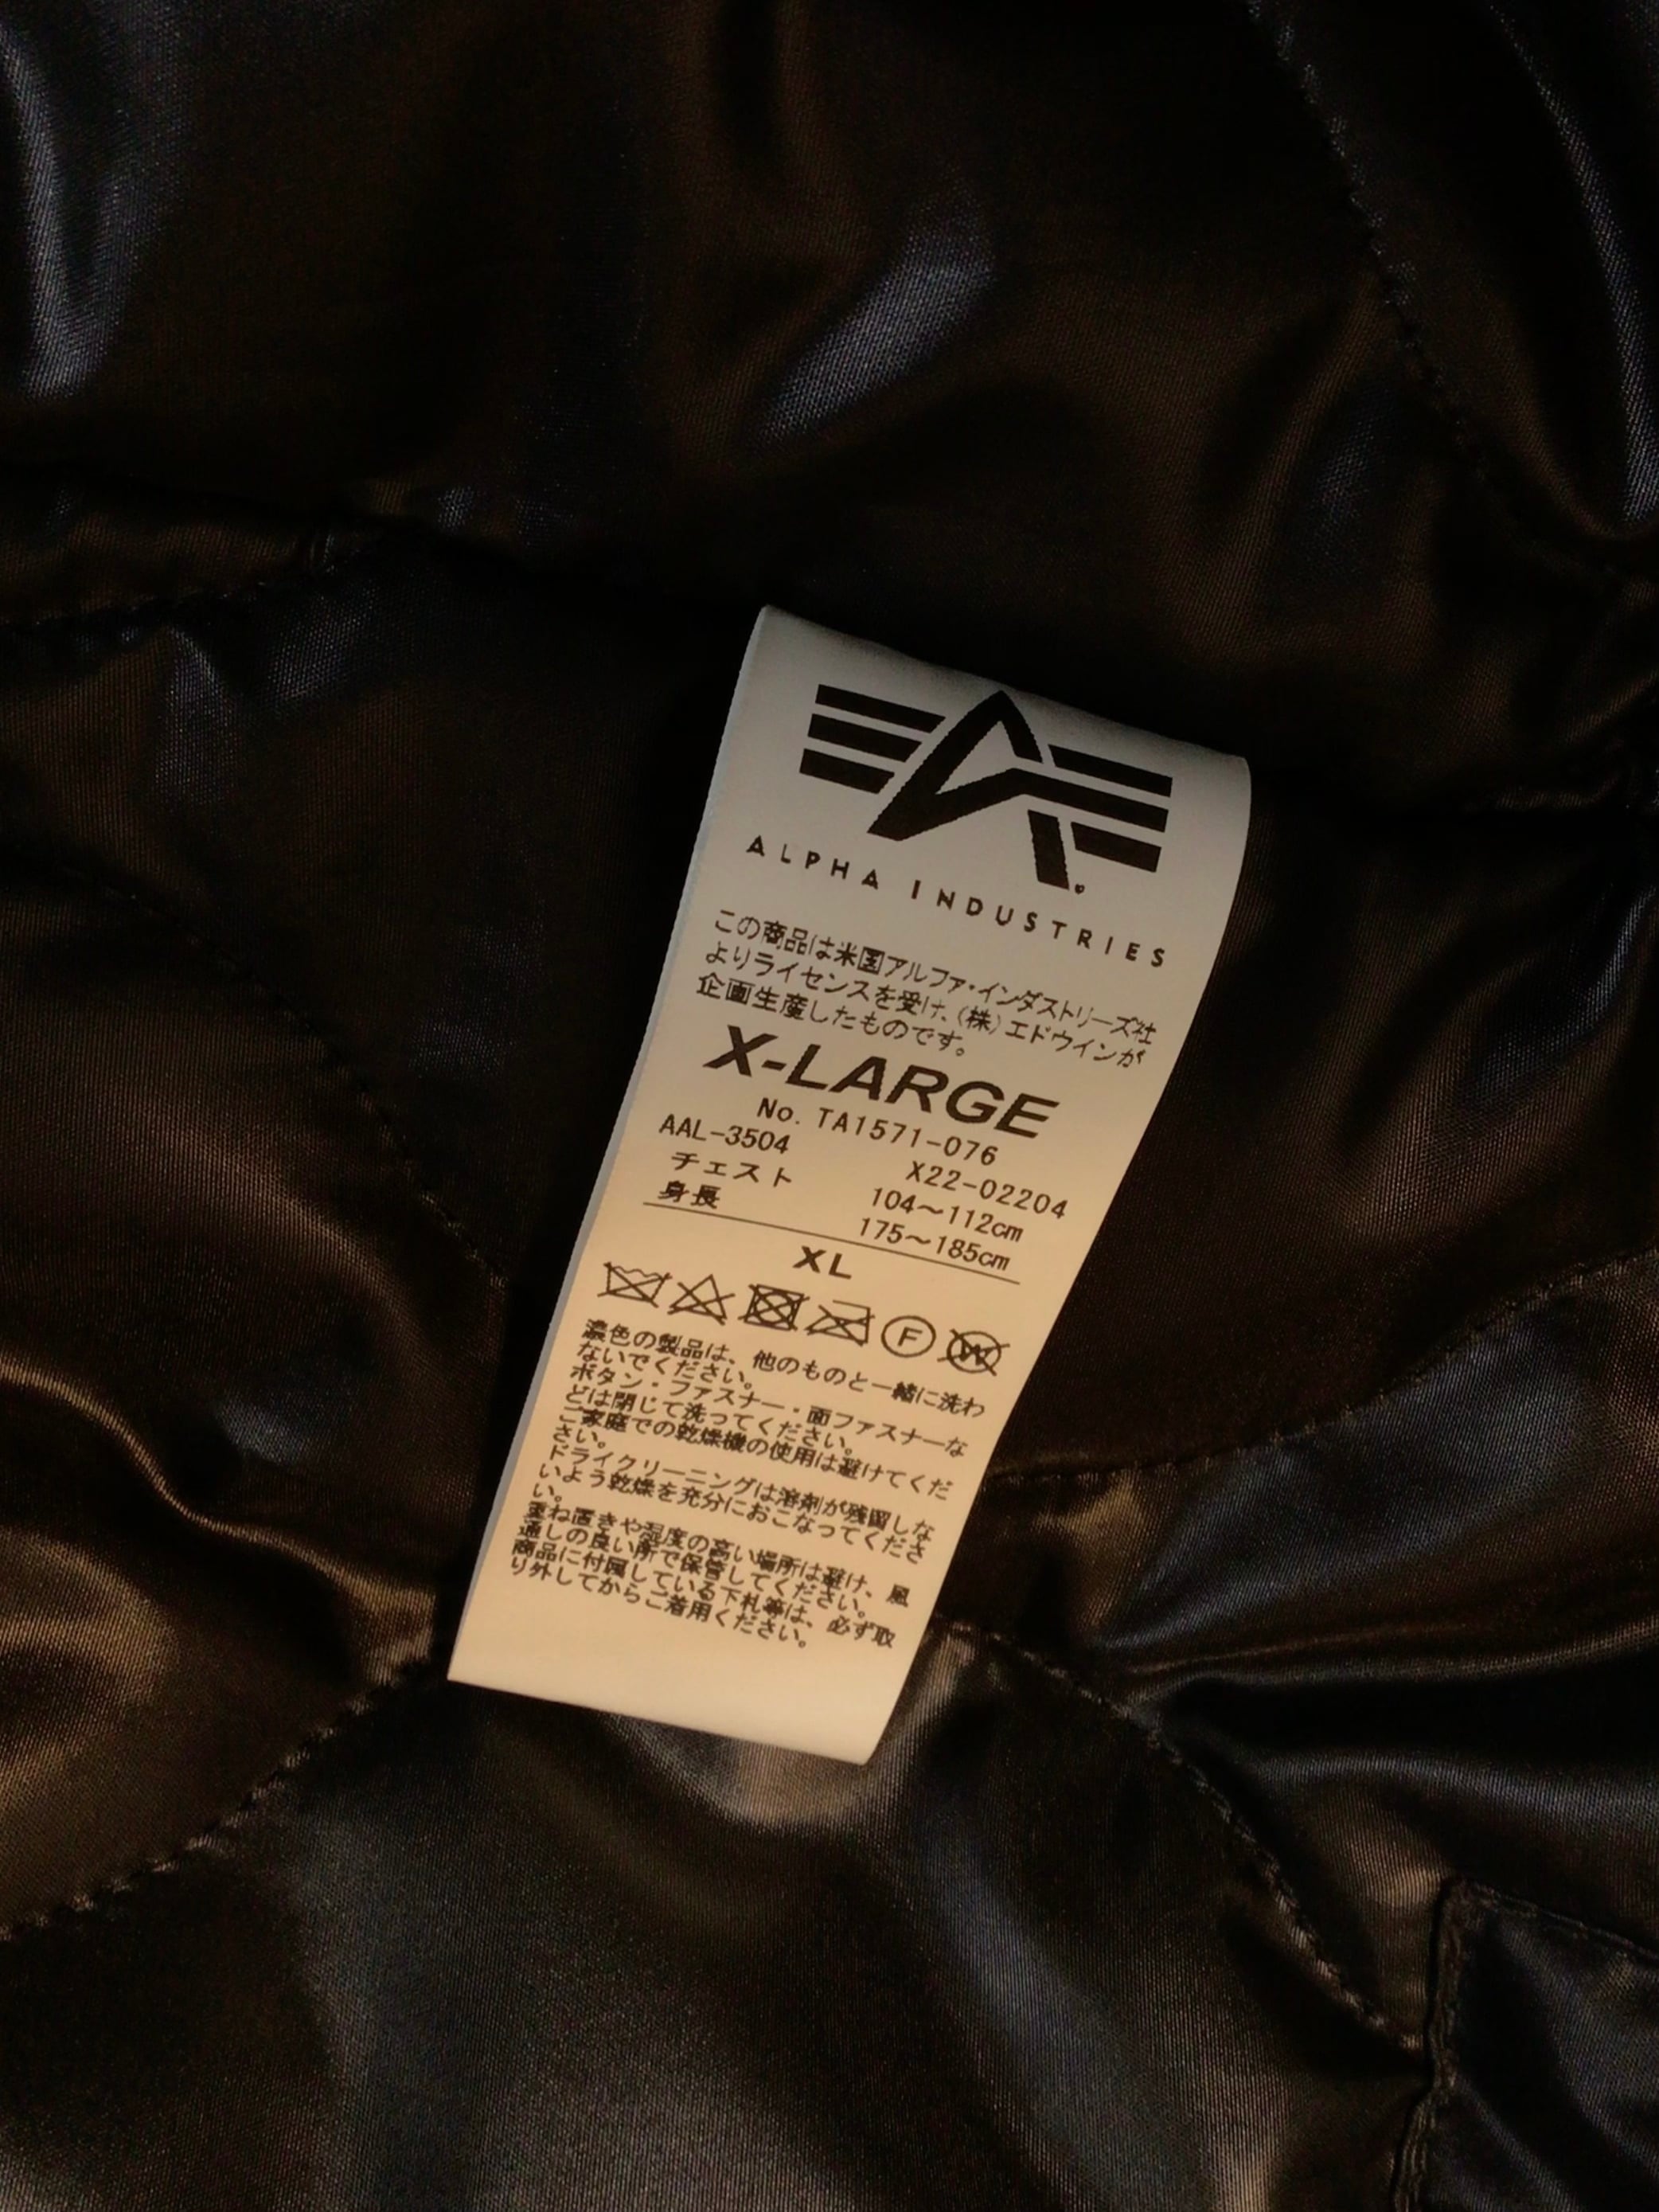 ALPHA INDUSTRIES
この商品は米国アルファ・インダストリーズ社
よりライセンスを受け、(株)エドウインが
企画生産したものです。
X-LARGE
No. TA1571-076
AAL-3504 X22-02204
チェスト 104～112cm
身長 175～185cm
XL
F W
濃色の製品は、他のものと一緒に洗わ
ないでください。
ボタン・ファスナー・面ファスナーな
どは閉じて洗ってください。
ご家庭での乾燥機の使用は避けてくだ
さい。
ドライクリーニングは溶剤が残留しな
いよう乾燥を充分におこなってくださ
い。
重ね置きや湿度の高い場所は避け、風
通しの良い所で保管してください。
商品に付属している下札等は、必ず取
り外してからご着用ください。